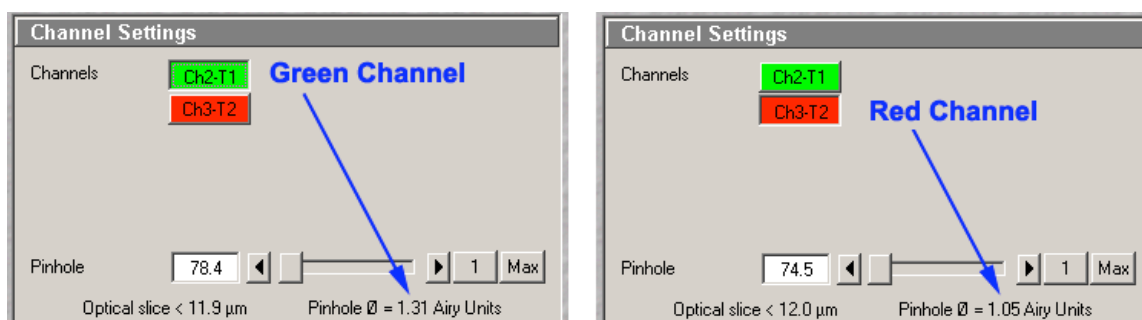 Channel Settings
Channels
Ch2-T1
Green Channel
Ch3-T2
Pinhole
78.4
1
Max
Optical slice < 11.9 µm
Pinhole Ø = 1.31 Airy Units
Channel Settings
Channels
Ch2-T1
Ch3-T2
Red Channel
Pinhole
74.5
1
Max
Optical slice < 12.0 µm
Pinhole Ø = 1.05 Airy Units